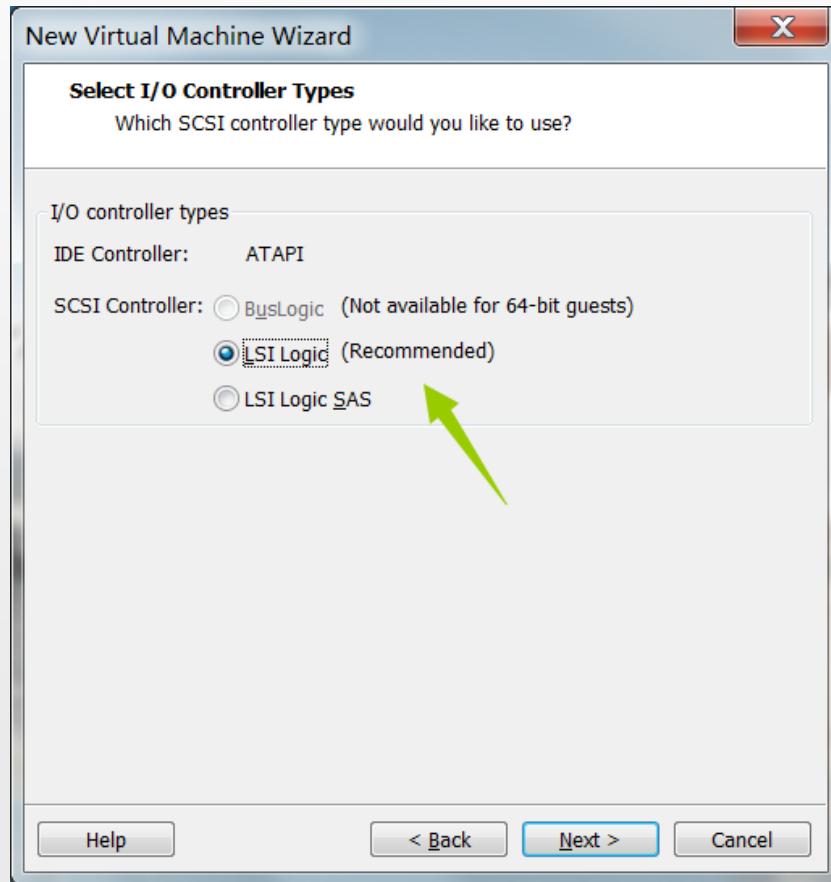 New Virtual Machine Wizard
Select I/O Controller Types
Which SCSI controller type would you like to use?
I/O controller types
IDE Controller: ATAPI
SCSI Controller: BusLogic (Not available for 64-bit guests)
LSI Logic (Recommended)
LSI Logic SAS
Help < Back Next > Cancel